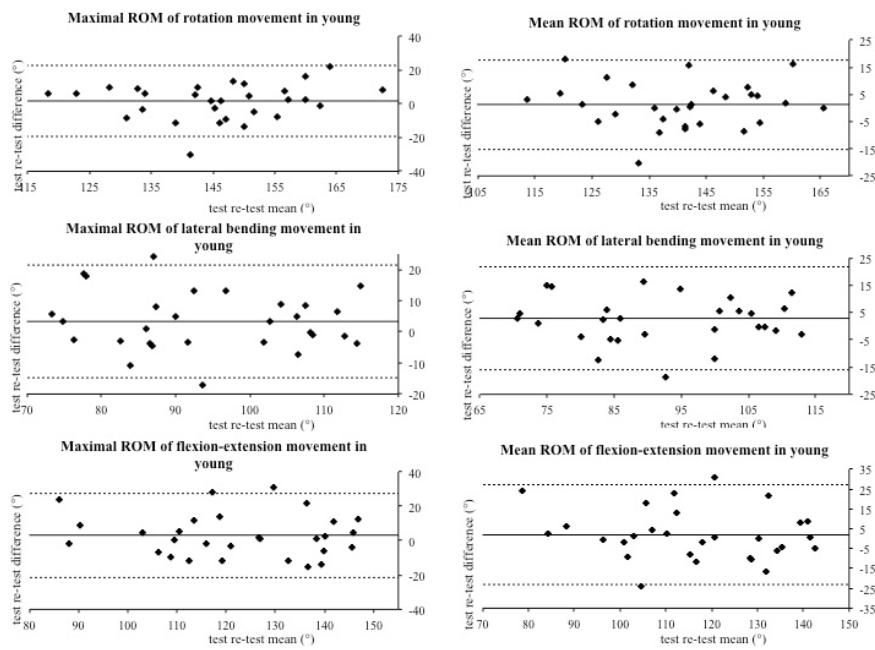 Maximal ROM of rotation movement in young
40
20
0
-20
-40
115 125 135 145 155 165 175
test re-test difference (°)
test re-test mean (°)
Mean ROM of rotation movement in young
25
15
5
-5
-15
-25
105 115 125 135 145 155 165
test re-test difference (°)
test re-test mean (°)
Maximal ROM of lateral bending movement in
young
20
10
0
-10
-20
70 80 90 100 110 120
test re-test difference (°)
test re-test mean (°)
Mean ROM of lateral bending movement in young
25
15
5
-5
-15
-25
65 75 85 95 105 115
test re-test difference (°)
test re-test mean (°)
Maximal ROM of flexion-extension movement in
young
40
20
0
-20
-40
80 90 100 110 120 130 140 150
test re-test difference (°)
test re-test mean (°)
Mean ROM of flexion-extension movement in young
35
25
15
5
-5
-15
-25
-35
70 80 90 100 110 120 130 140 150
test re-test difference (°)
test re-test mean (°)